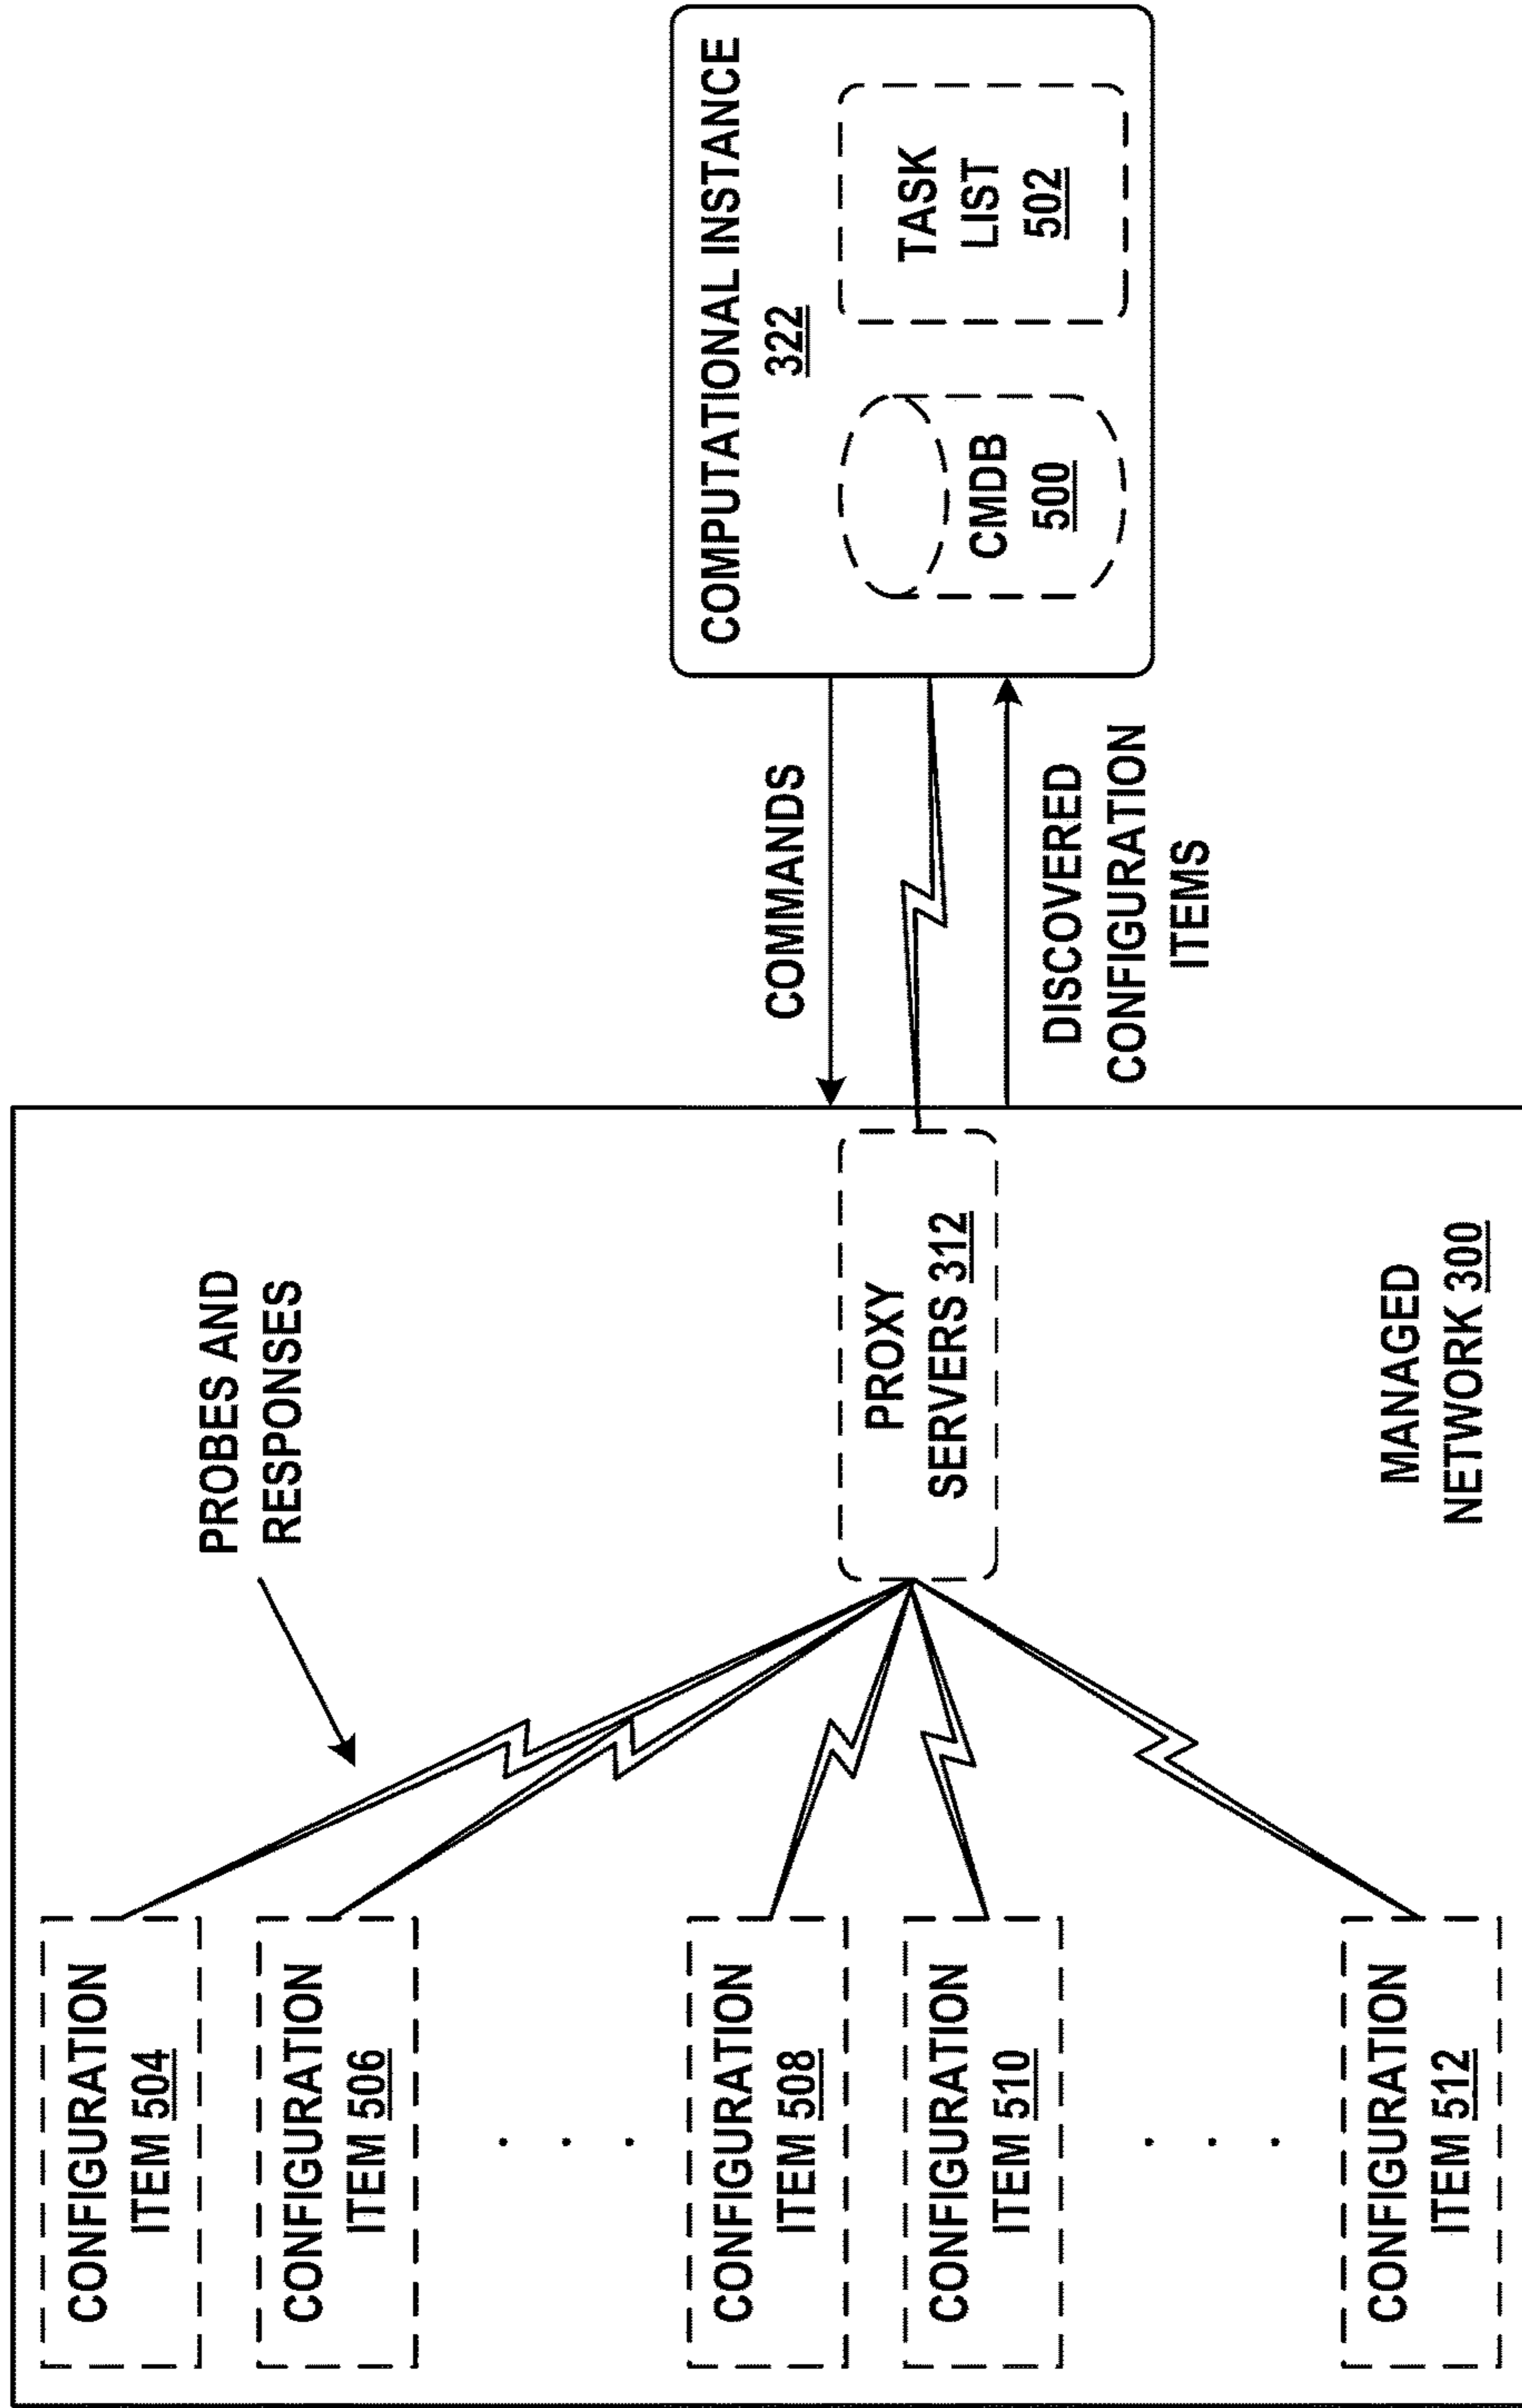 CONFIGURATION
ITEM 504
CONFIGURATION
ITEM 506
. . .
CONFIGURATION
ITEM 508
CONFIGURATION
ITEM 510
. . .
CONFIGURATION
ITEM 512
PROBES AND
RESPONSES
PROXY
SERVERS 312
MANAGED
NETWORK 300
COMMANDS
DISCOVERED
CONFIGURATION
ITEMS
COMPUTATIONAL INSTANCE
322
CMDB
500
TASK
LIST
502